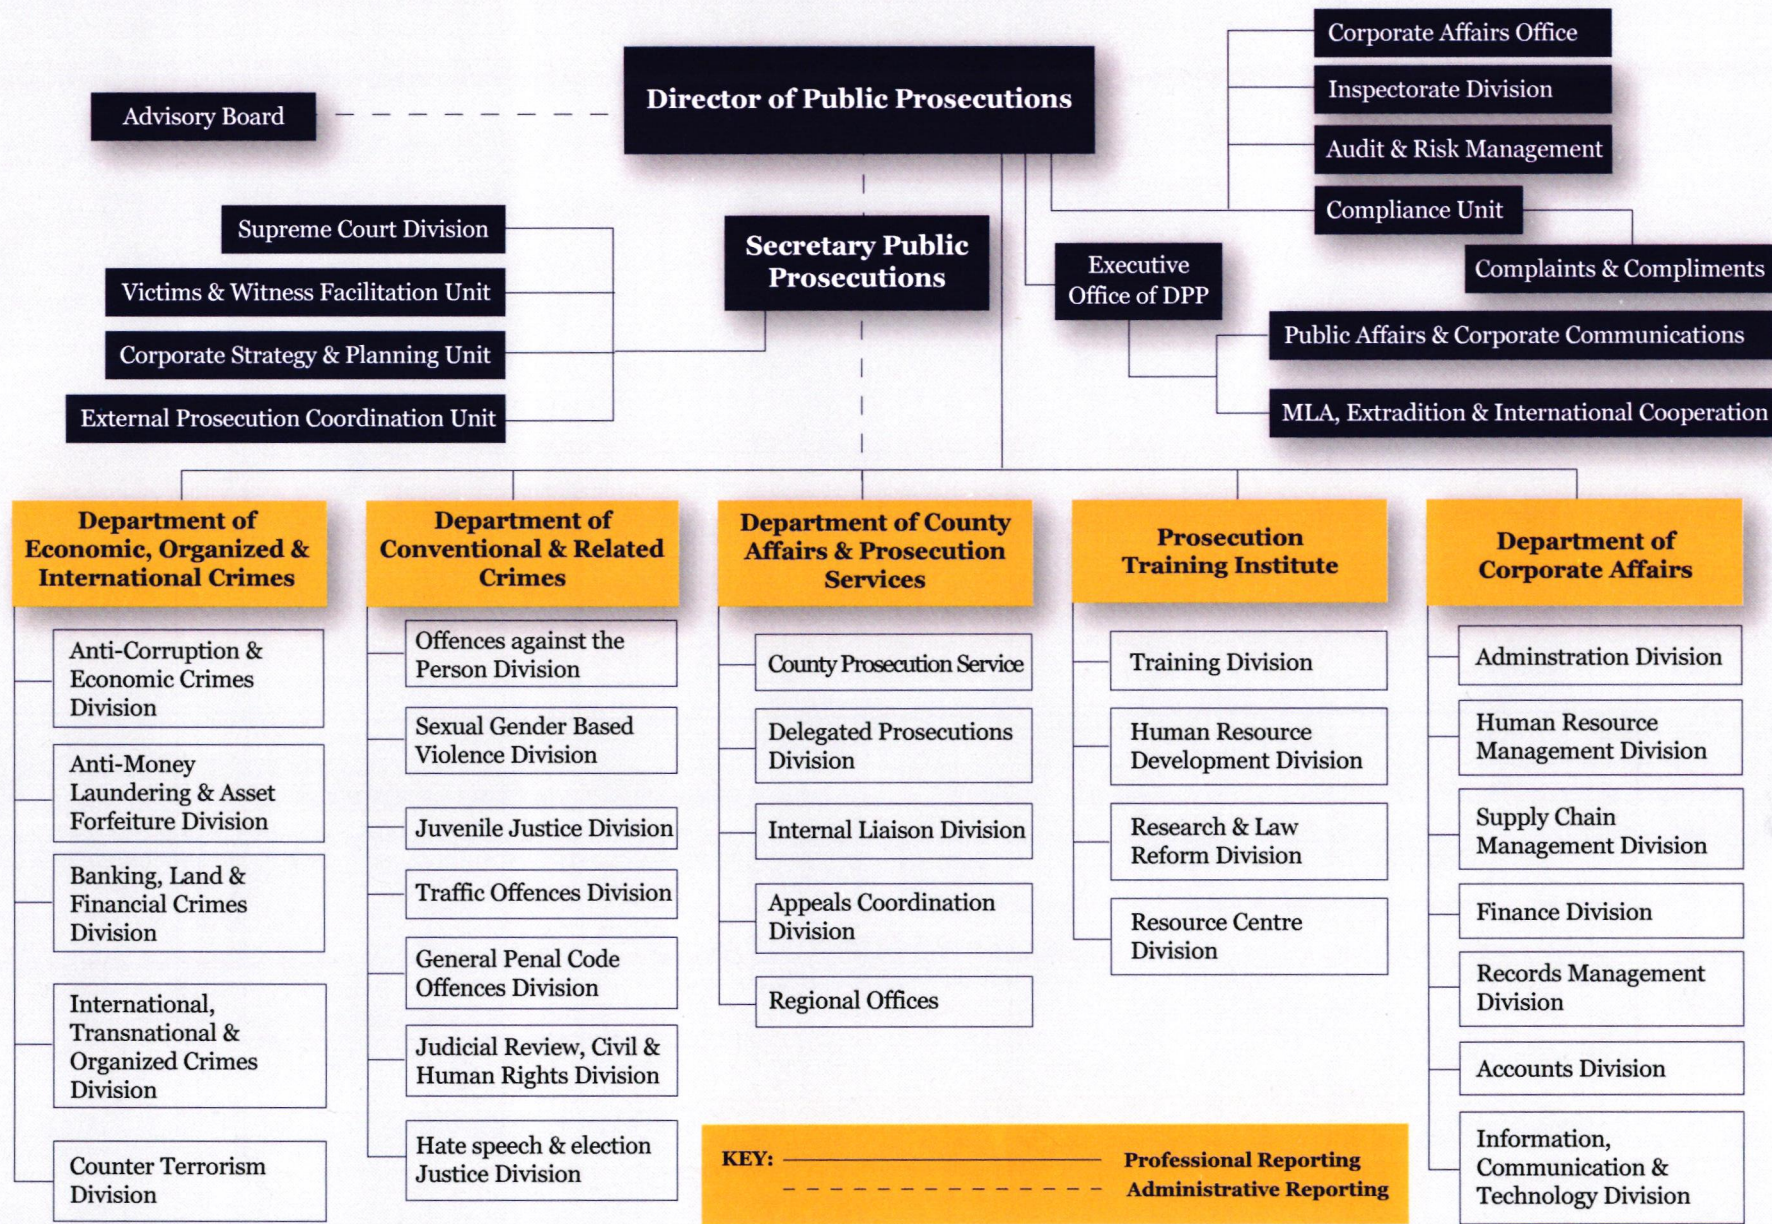 Corporate Affairs Office
Director of Public Prosecutions
Inspectorate Division
Advisory Board
Audit & Risk Management
Compliance Unit
Supreme Court Division
Secretary Public
Prosecutions
Executive
Office of DPP
Complaints & Compliments
Victims & Witness Facilitation Unit
Public Affairs & Corporate Communications
Corporate Strategy & Planning Unit
External Prosecution Coordination Unit
MLA, Extradition & International Cooperation
Department of
Economic, Organized &
International Crimes
Anti-Corruption &
Economic Crimes
Division
Anti-Money
Laundering & Asset
Forfeiture Division
Banking, Land &
Financial Crimes
Division
International,
Transnational &
Organized Crimes
Division
Counter Terrorism
Division
Department of
Conventional & Related
Crimes
Offences against the
Person Division
Sexual Gender Based
Violence Division
Juvenile Justice Division
Traffic Offences Division
General Penal Code
Offences Division
Judicial Review, Civil &
Human Rights Division
Hate speech & election
Justice Division
Department of County
Affairs & Prosecution
Services
County Prosecution Service
Delegated Prosecutions
Division
Internal Liaison Division
Appeals Coordination
Division
Regional Offices
Prosecution
Training Institute
Training Division
Human Resource
Development Division
Research & Law
Reform Division
Resource Centre
Division
Department of
Corporate Affairs
Adminstration Division
Human Resource
Management Division
Supply Chain
Management Division
Finance Division
Records Management
Division
Accounts Division
Information,
Communication &
Technology Division
KEY: Professional Reporting
Administrative Reporting